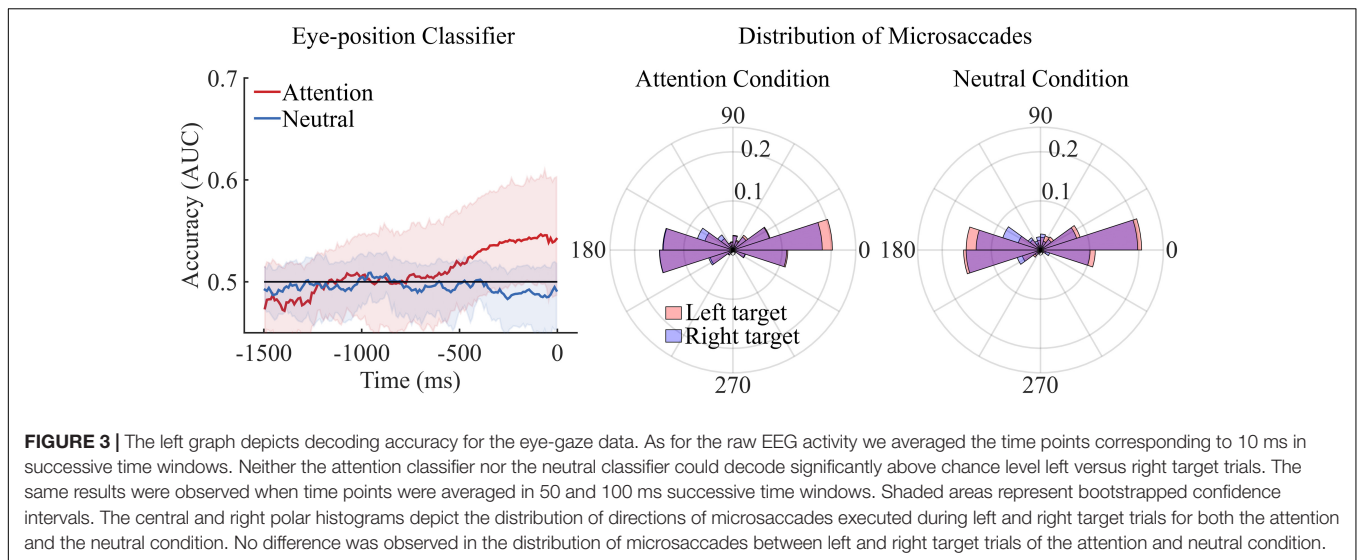 Eye-position Classifier
Distribution of Microsaccades
Attention Condition
Neutral Condition
0.7
0.6
0.5
Accuracy (AUC)
Attention
Neutral
-1500
-1000
-500
0
Time (ms)
90
0.2
0.1
180
0
270
Left target
Right target
90
0.2
0.1
180
0
270
FIGURE 3 | The left graph depicts decoding accuracy for the eye-gaze data. As for the raw EEG activity we averaged the time points corresponding to 10 ms in
successive time windows. Neither the attention classifier nor the neutral classifier could decode significantly above chance level left versus right target trials. The
same results were observed when time points were averaged in 50 and 100 ms successive time windows. Shaded areas represent bootstrapped confidence
intervals. The central and right polar histograms depict the distribution of directions of microsaccades executed during left and right target trials for both the attention
and the neutral condition. No difference was observed in the distribution of microsaccades between left and right target trials of the attention and neutral condition.